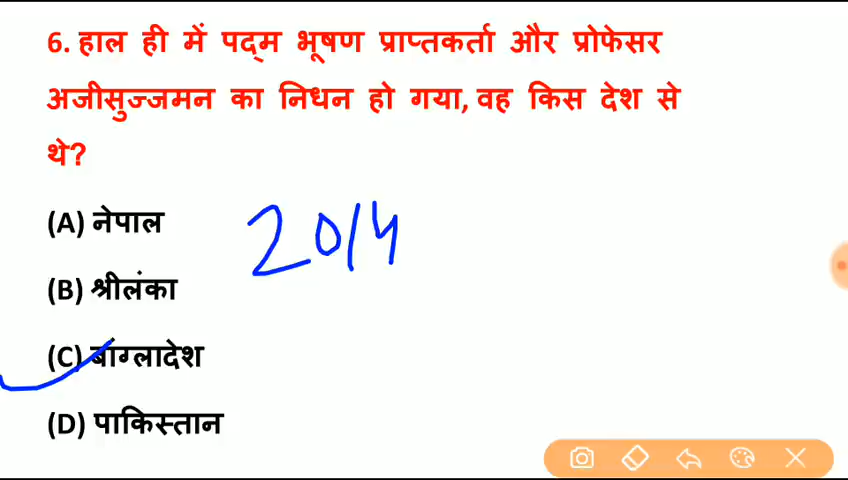 6. हाल ही में पद्म भूषण प्राप्तकर्ता और प्रोफेसर
अजीसुज्जमन का निधन हो गया, वह किस देश से
थे?
(A) नेपाल
2014
(B) श्रीलंका
(C) बांग्लादेश
(D) पाकिस्तान